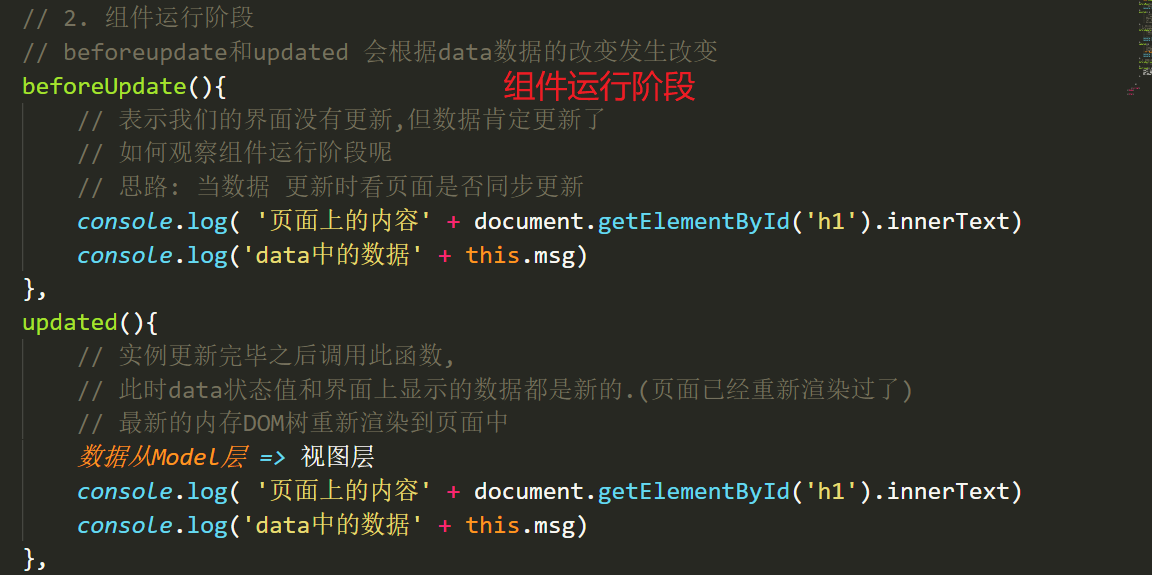 // 2. 组件运行阶段
// beforeupdate和updated 会根据data数据的改变发生改变
beforeUpdate(){
组件运行阶段
// 表示我们的界面没有更新,但数据肯定更新了
// 如何观察组件运行阶段呢
// 思路: 当数据 更新时看页面是否同步更新
console.log( '页面上的内容' + document.getElementById('h1').innerText)
console.log('data中的数据' + this.msg)
},
updated(){
// 实例更新完毕之后调用此函数,
// 此时data状态值和界面上显示的数据都是新的.(页面已经重新渲染过了)
// 最新的内存DOM树重新渲染到页面中
数据从Model层 => 视图层
console.log( '页面上的内容' + document.getElementById('h1').innerText)
console.log('data中的数据' + this.msg)
},